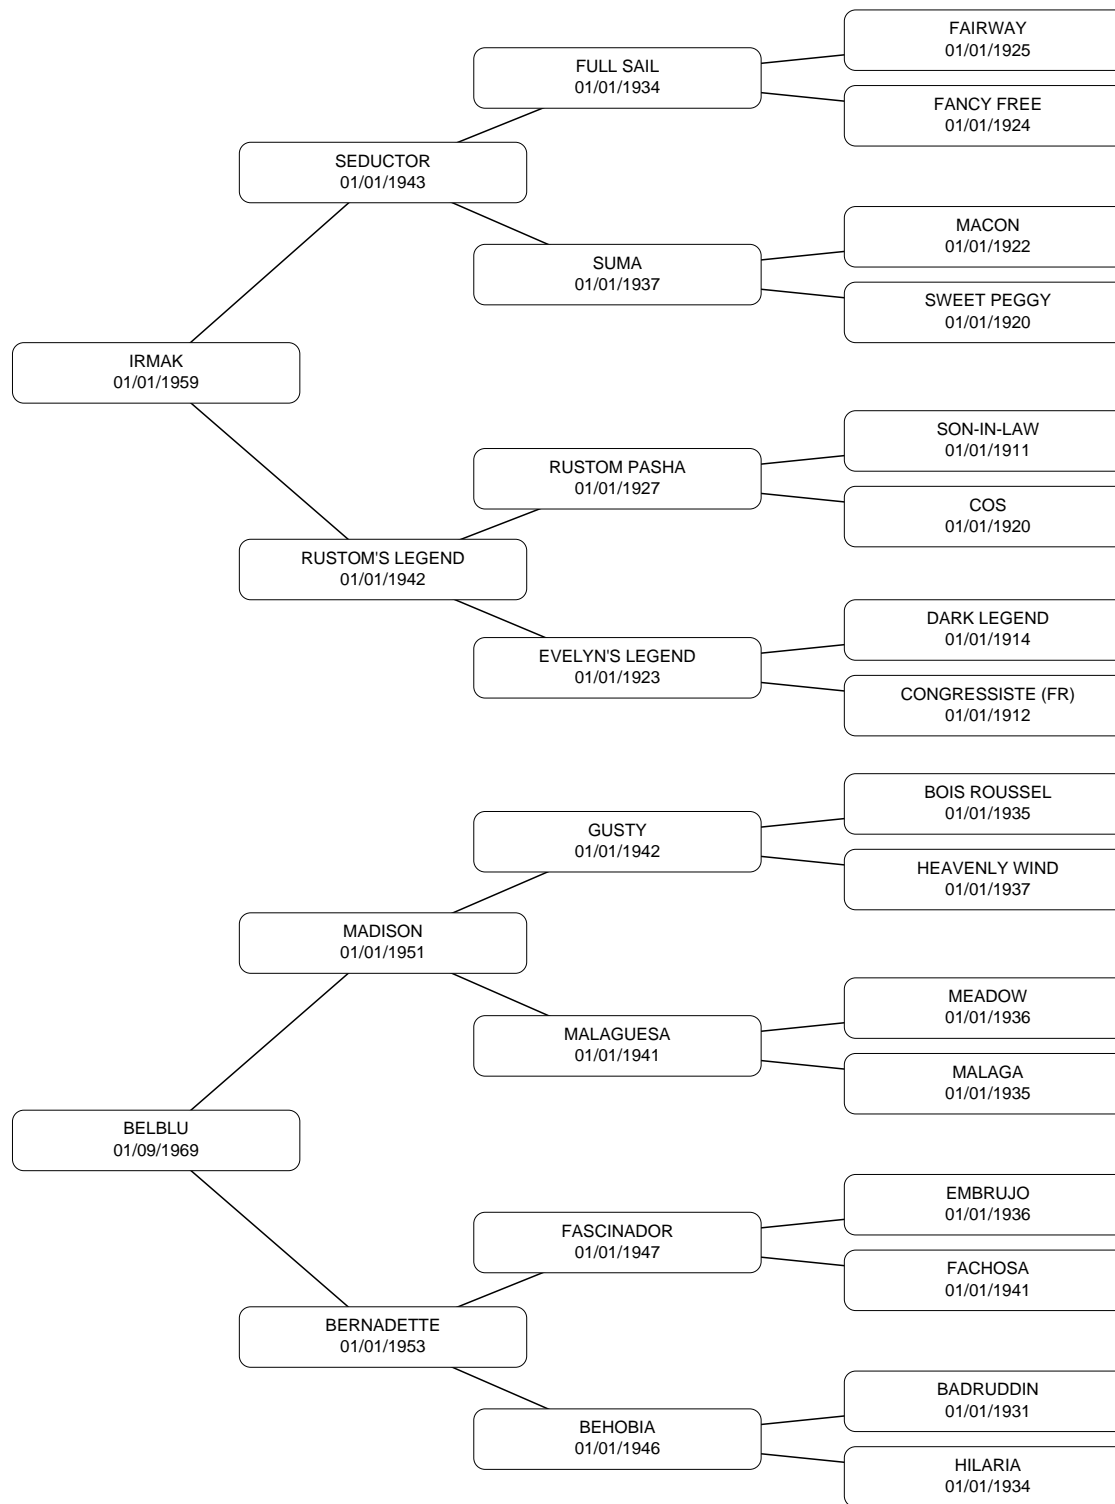 FAIRWAY
01/01/1925
FULL SAIL
01/01/1934
FANCY FREE
01/01/1924
SEDUCTOR
01/01/1943
MACON
01/01/1922
SUMA
01/01/1937
SWEET PEGGY
01/01/1920
IRMAK
01/01/1959
SON-IN-LAW
01/01/1911
RUSTOM PASHA
01/01/1927
COS
01/01/1920
RUSTOM'S LEGEND
01/01/1942
DARK LEGEND
01/01/1914
EVELYN'S LEGEND
01/01/1923
CONGRESSISTE (FR)
01/01/1912
BOIS ROUSSEL
01/01/1935
GUSTY
01/01/1942
HEAVENLY WIND
01/01/1937
MADISON
01/01/1951
MEADOW
01/01/1936
MALAGUESA
01/01/1941
MALAGA
01/01/1935
BELBLU
01/09/1969
EMBRUJO
01/01/1936
FASCINADOR
01/01/1947
FACHOSA
01/01/1941
BERNADETTE
01/01/1953
BADRUDDIN
01/01/1931
BEHOBIA
01/01/1946
HILARIA
01/01/1934